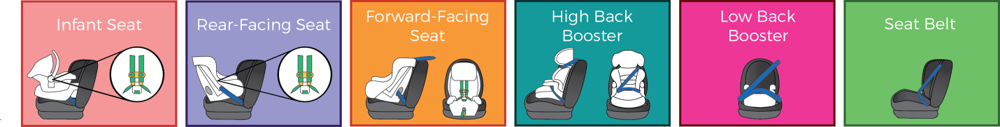 Infant Seat
Rear-Facing Seat
Forward-Facing
Seat
High Back
Booster
Low Back
Booster
Seat Belt